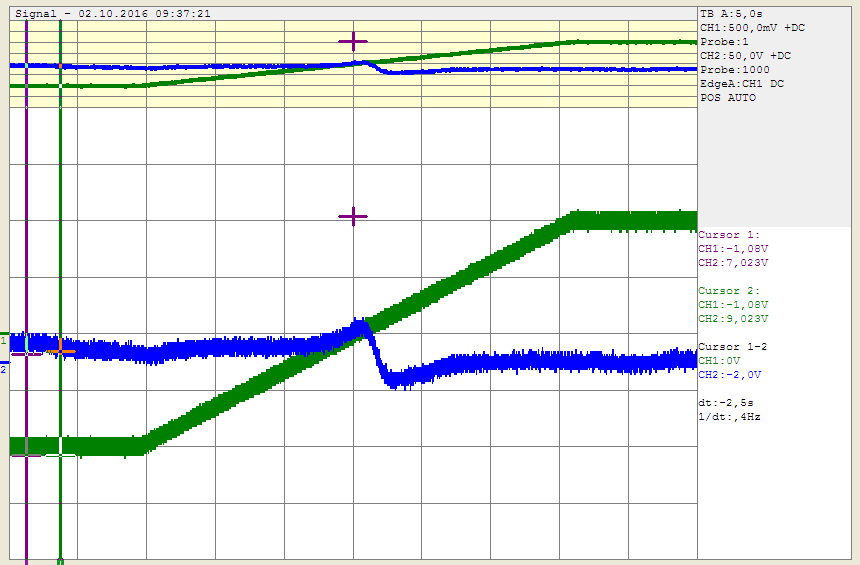 Signal - 02.10.2016 09:37:21
TB A:5,0s
CH1:500,0mV +DC
Probe:1
CH2:50,0V +DC
Probe:1000
EdgeA:CH1 DC
POS AUTO
Cursor 1:
CH1:-1,08V
CH2:7,023V
Cursor 2:
CH1:-1,08V
CH2:9,023V
Cursor 1-2
CH1:0V
CH2:-2,0V
dt:-2,5s
1/dt:,4Hz
1
2